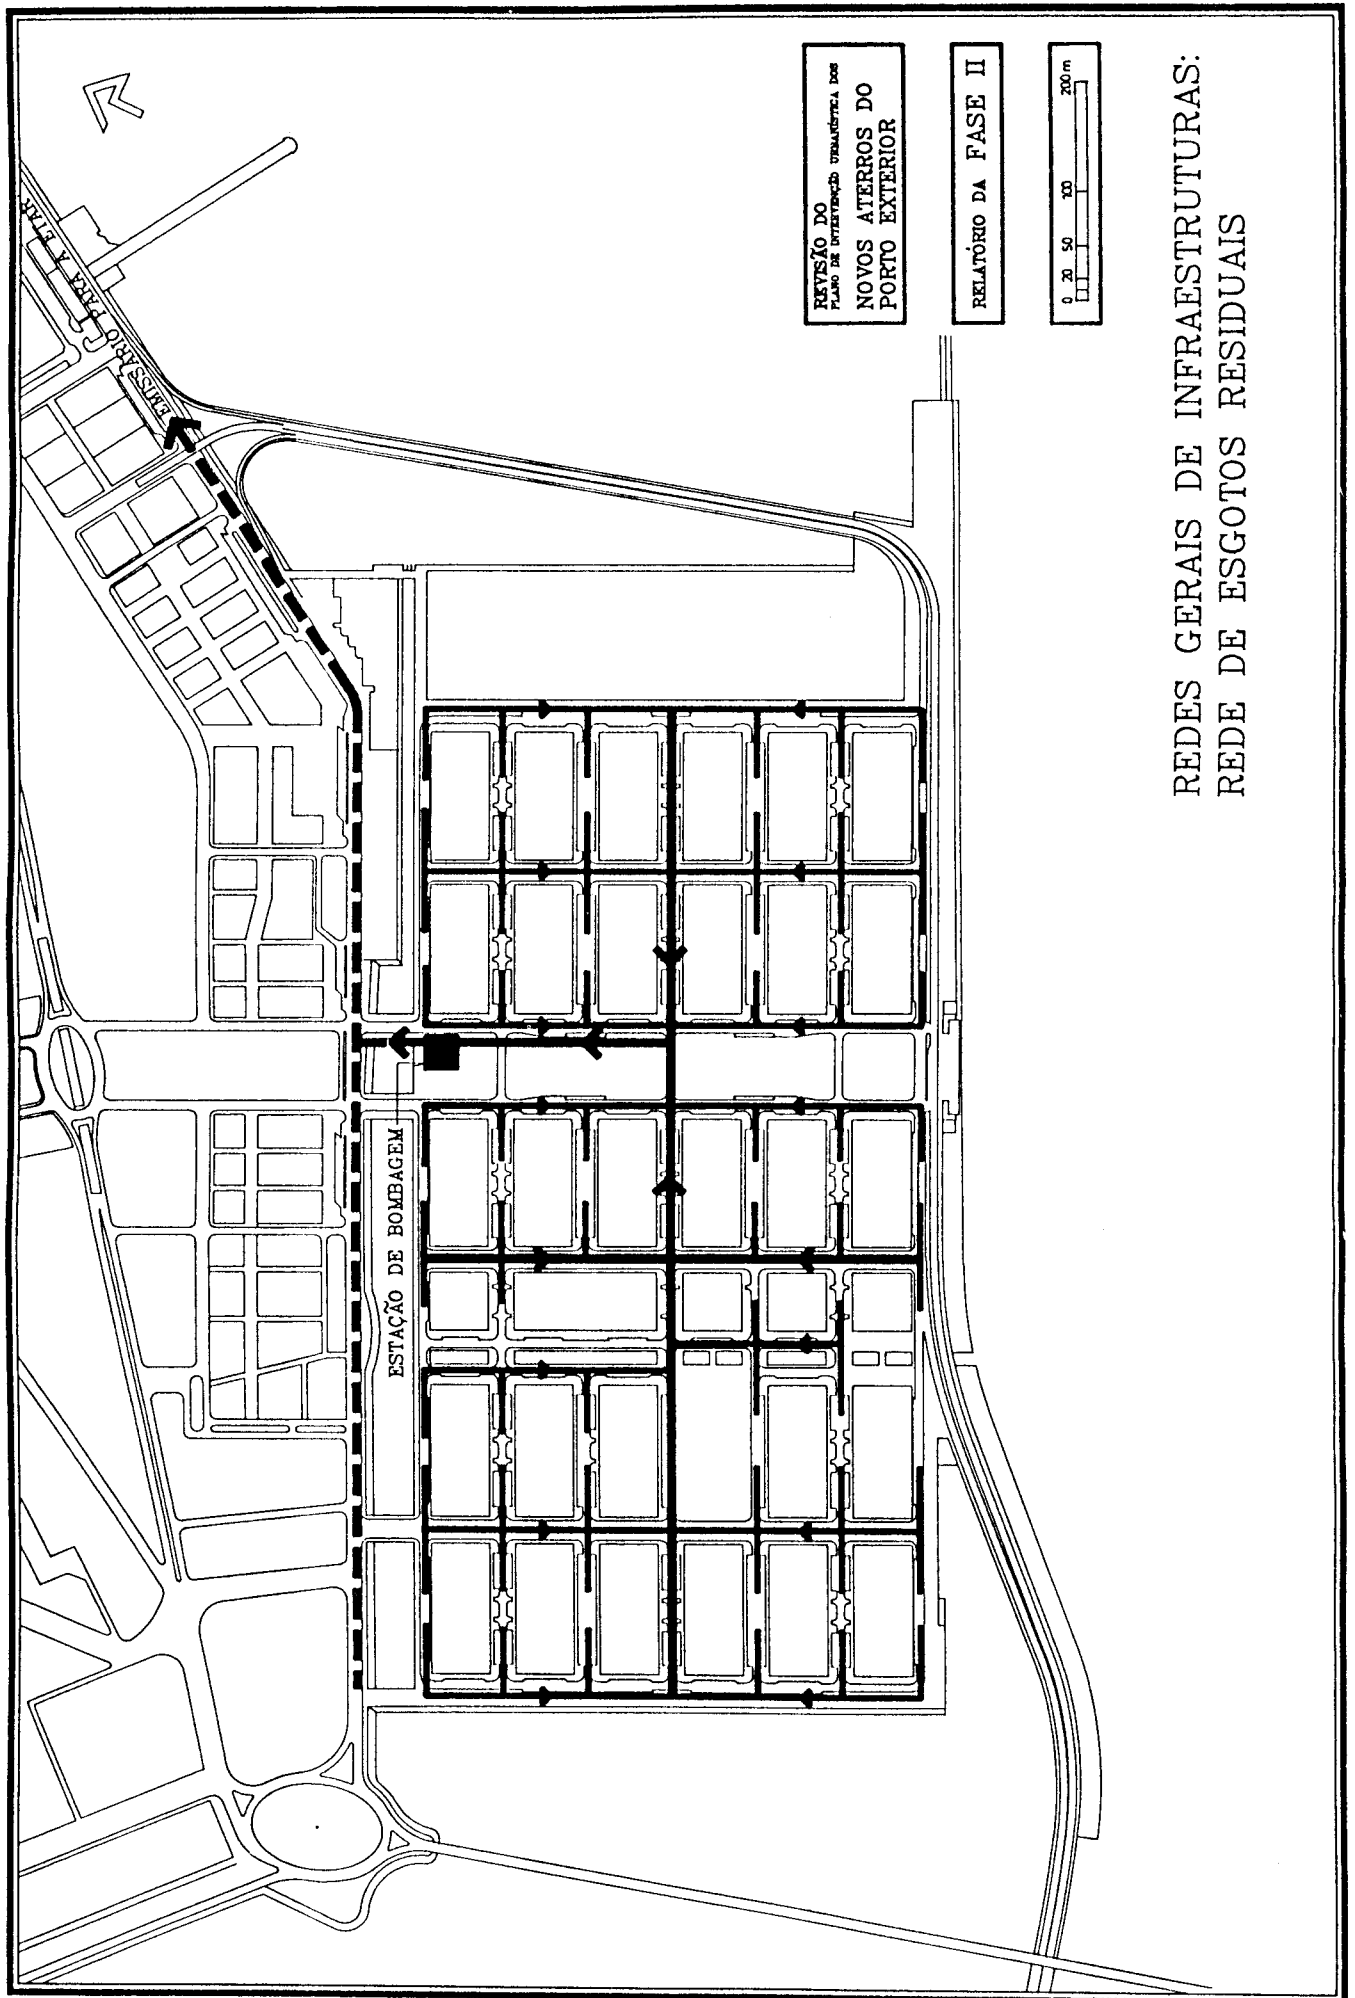 EMISSÁRIO PARA A ETAR
ESTAÇÃO DE BOMBAGEM
REVISÃO DO
PLANO DE INTERVENÇÃO URBANÍSTICA DOS
NOVOS ATERROS DO
PORTO EXTERIOR
RELATÓRIO DA FASE II
0 20 50 100 200m
REDES GERAIS DE INFRAESTRUTURAS:
REDE DE ESGOTOS RESIDUAIS